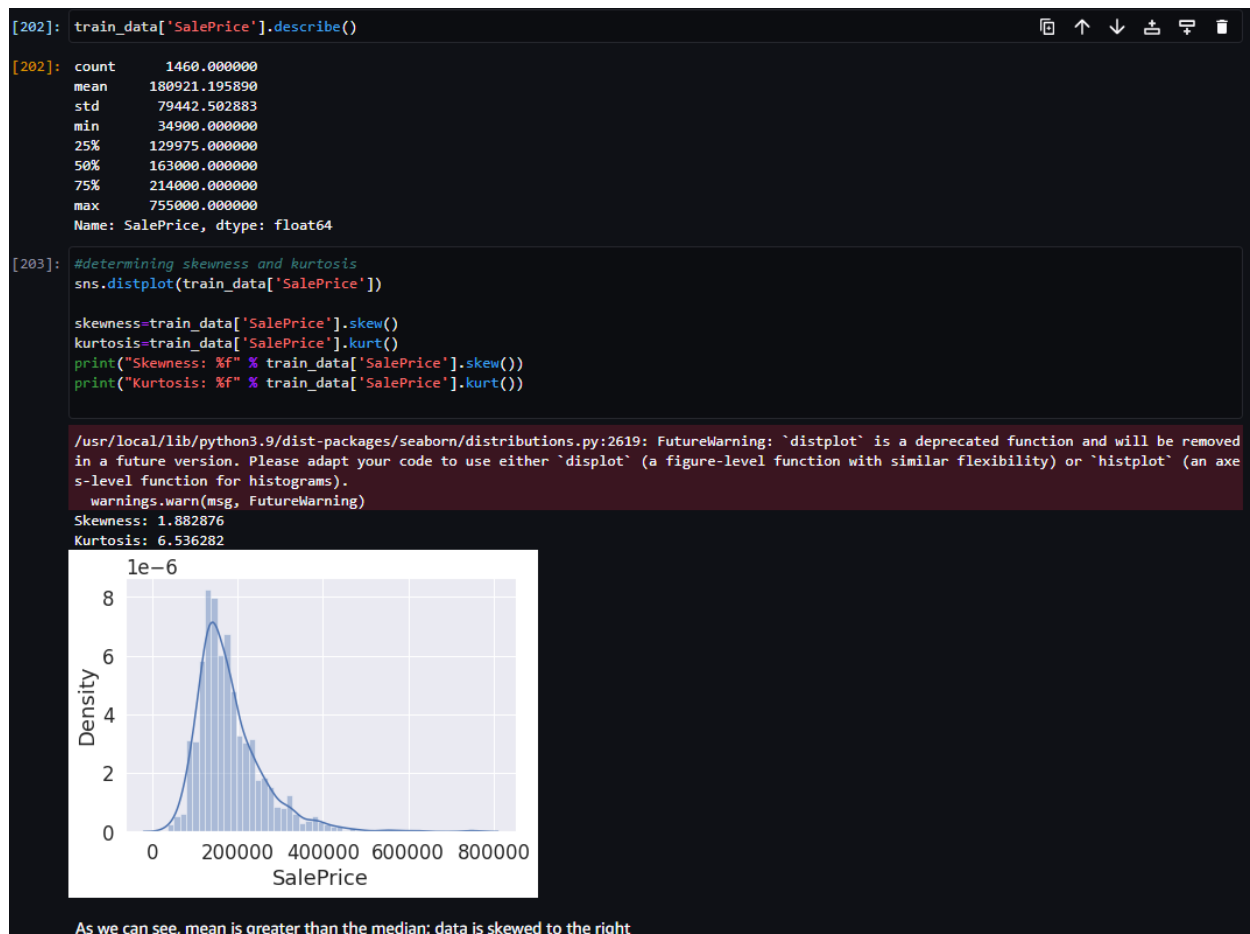 [202]: train_data['SalePrice'].describe()
[202]: count 1460.000000
mean 180921.195890
std 79442.502883
min 34900.000000
25% 129975.000000
50% 163000.000000
75% 214000.000000
max 755000.000000
Name: SalePrice, dtype: float64
[203]: #determining skewness and kurtosis
sns.distplot(train_data['SalePrice'])
skewness=train_data['SalePrice'].skew()
kurtosis=train_data['SalePrice'].kurt()
print("Skewness: %f" % train_data['SalePrice'].skew())
print("Kurtosis: %f" % train_data['SalePrice'].kurt())
/usr/local/lib/python3.9/dist-packages/seaborn/distributions.py:2619: FutureWarning: `distplot` is a deprecated function and will be removed
in a future version. Please adapt your code to use either `displot` (a figure-level function with similar flexibility) or `histplot` (an axe
s-level function for histograms).
warnings.warn(msg, FutureWarning)
Skewness: 1.882876
Kurtosis: 6.536282
1e−6
8
6
4
2
0
Density
0 200000 400000 600000 800000
SalePrice
As we can see, mean is greater than the median; data is skewed to the right